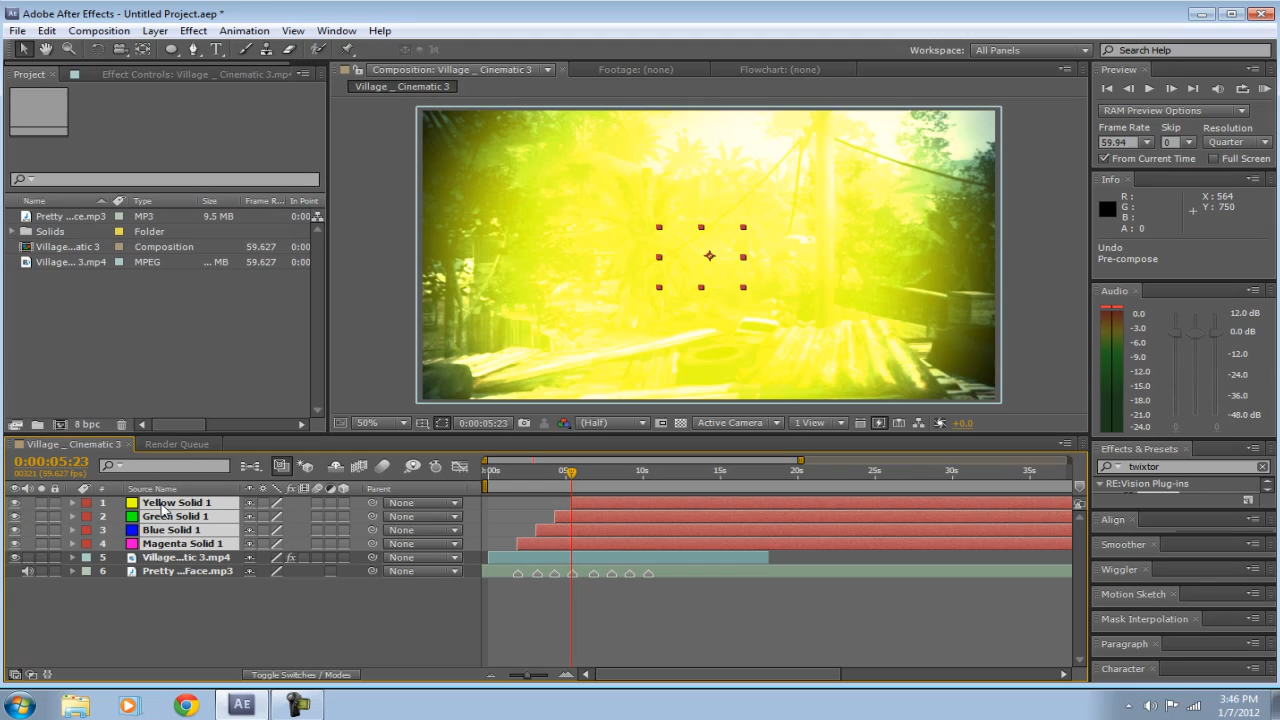 Adobe After Effects - Untitled Project.aep *
File Edit Composition Layer Effect Animation View Window Help
Workspace: All Panels Search Help
Project Effect Controls: Village _ Cinematic 3.mp4
Composition: Village _ Cinematic 3 Footage: (none) Flowchart: (none)
Village _ Cinematic 3
Preview
RAM Preview Options
Frame Rate Skip Resolution
59.94 0 Quarter
From Current Time Full Screen
Info
R : X : 564
G : Y : 750
B :
A : 0
Undo
Pre-compose
Name Type Size Frame R... In Point
Pretty ...ce.mp3 MP3 9.5 MB 0:00
Solids Folder
Village...atic 3 Composition 59.627 0:00
Village... 3.mp4 MPEG ... MB 59.627 0:00
8 bpc
50% 0:00:05:23 (Half) Active Camera 1 View +0.0
Audio
0.0 12.0 dB
-3.0 6.0 dB
-6.0 0.0 dB
-9.0 -12.0
-12.0 -24.0
-15.0
-18.0 -36.0
-21.0 -48.0 dB
-24.0
Effects & Presets
twixtor
RE:Vision Plug-ins
Align
Smoother
Wiggler
Motion Sketch
Mask Interpolation
Paragraph
Character
Village _ Cinematic 3 Render Queue
0:00:05:23
00321 (59.627 fps)
:00s 05s 10s 15s 20s 25s 30s 35s
# Source Name fx Parent
1 Yellow Solid 1 None
2 Green Solid 1 None
3 Blue Solid 1 None
4 Magenta Solid 1 None
5 Village...tic 3.mp4 fx None
6 Pretty ...Face.mp3 None
Toggle Switches / Modes
Ae
3:46 PM
1/7/2012